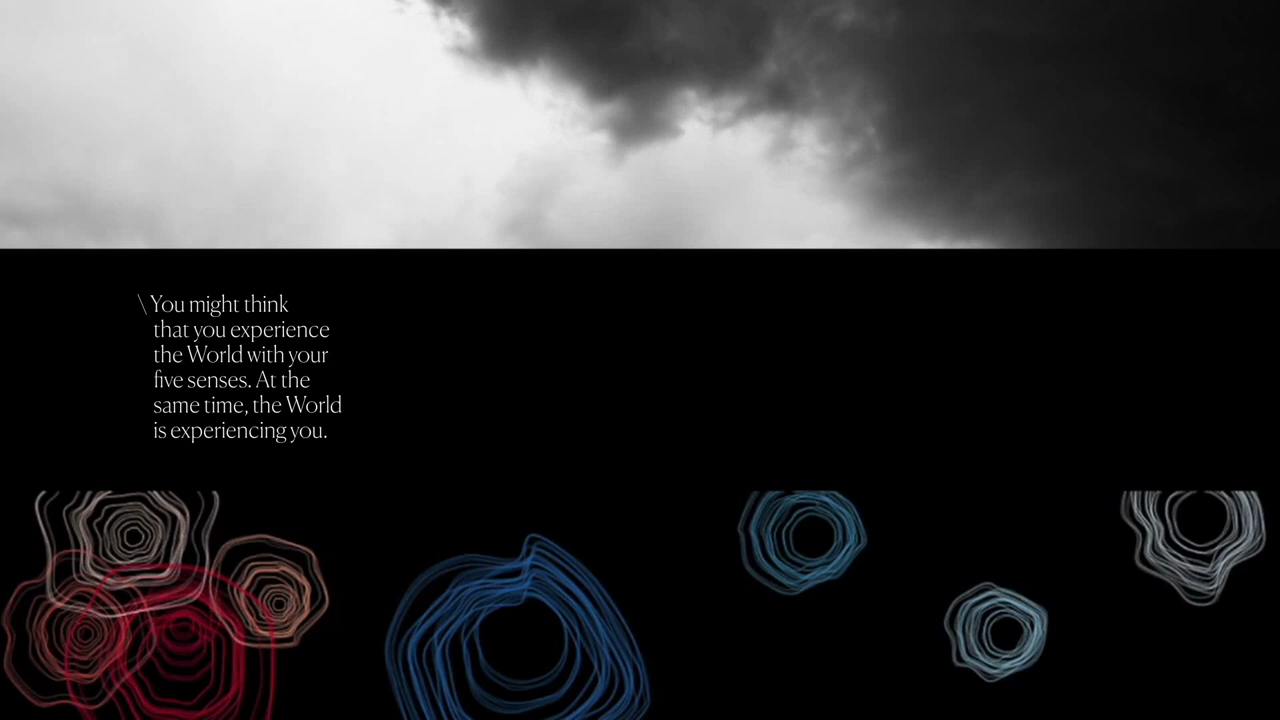 \ You might think
that you experience
the World with your
five senses. At the
same time, the World
is experiencing you.